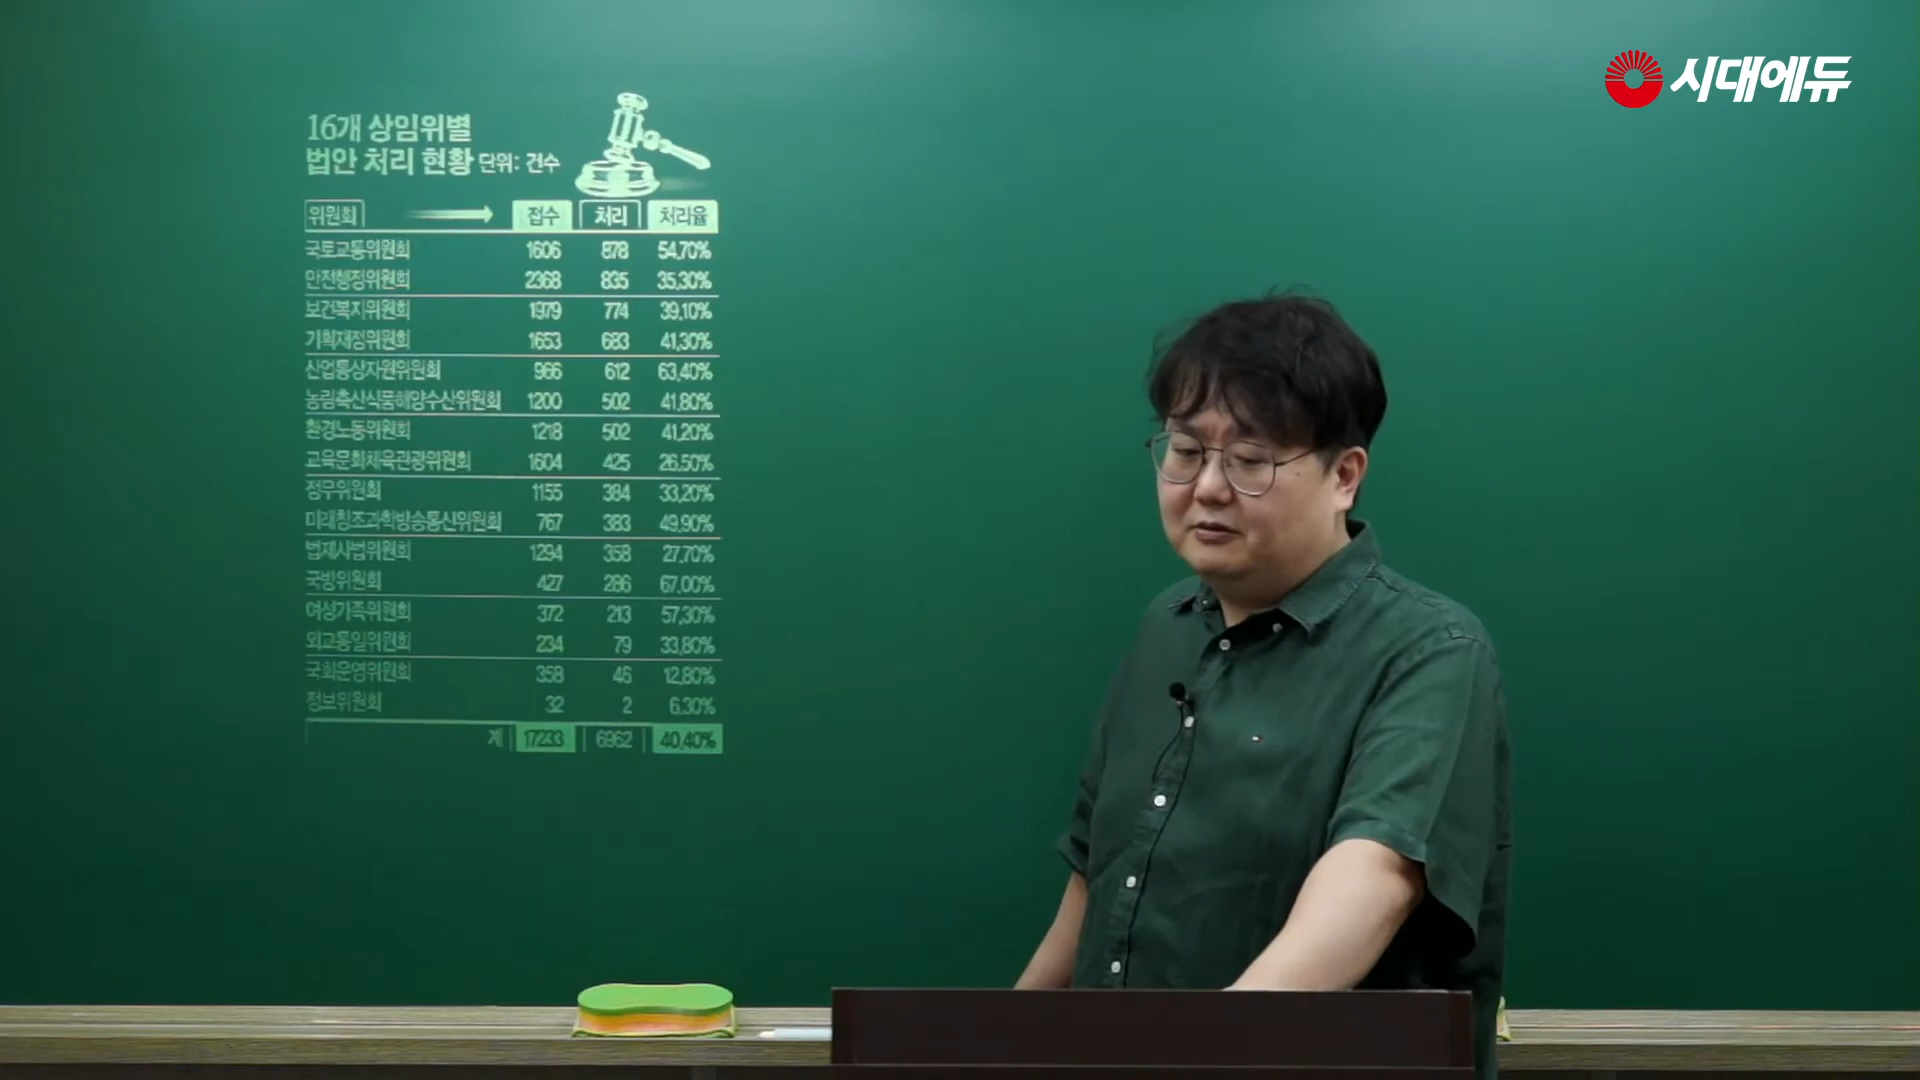 시대에듀
16개 상임위별
법안 처리 현황 단위: 건수
위원회 접수 처리 처리율
국토교통위원회 1606 878 54.70%
안전행정위원회 2368 835 35.30%
보건복지위원회 1979 774 39.10%
기획재정위원회 1653 683 41.30%
산업통상자원위원회 966 612 63.40%
농림축산식품해양수산위원회 1200 502 41.80%
환경노동위원회 1218 502 41.20%
교육문화체육관광위원회 1604 425 26.50%
정무위원회 1155 384 33.20%
미래창조과학방송통신위원회 767 383 49.90%
법제사법위원회 1294 358 27.70%
국방위원회 427 286 67.00%
여성가족위원회 372 213 57.30%
외교통일위원회 234 79 33.80%
국회운영위원회 358 46 12.80%
정보위원회 32 2 6.30%
계 17233 6962 40.40%